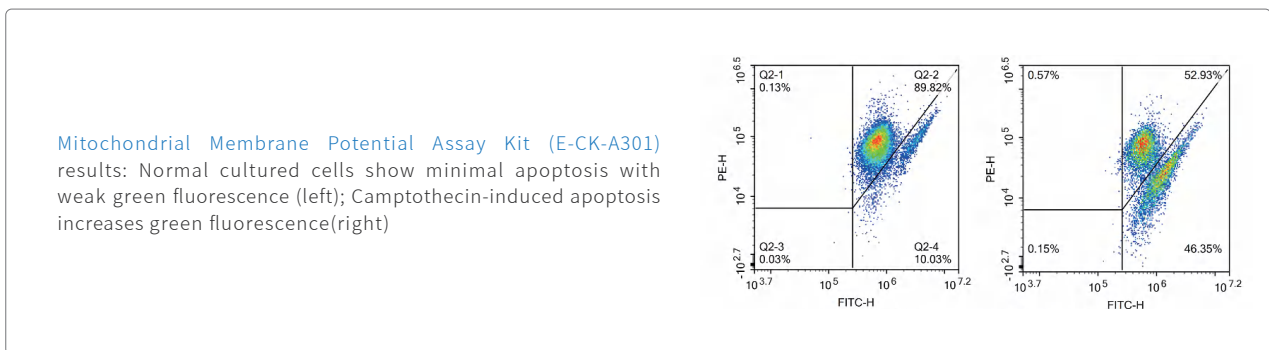 Mitochondrial Membrane Potential Assay Kit (E-CK-A301)
results: Normal cultured cells show minimal apoptosis with
weak green fluorescence (left); Camptothecin-induced apoptosis
increases green fluorescence(right)
Q2-1
0.13%
Q2-2
89.82%
Q2-3
0.03%
Q2-4
10.03%
PE-H
10^6.5
10^5
10^4
-10^2.7
10^3.7
10^5
10^6
10^7.2
FITC-H
0.57%
52.93%
0.15%
46.35%
PE-H
10^6.5
10^5
10^4
-10^2.7
10^3.7
10^5
10^6
10^7.2
FITC-H